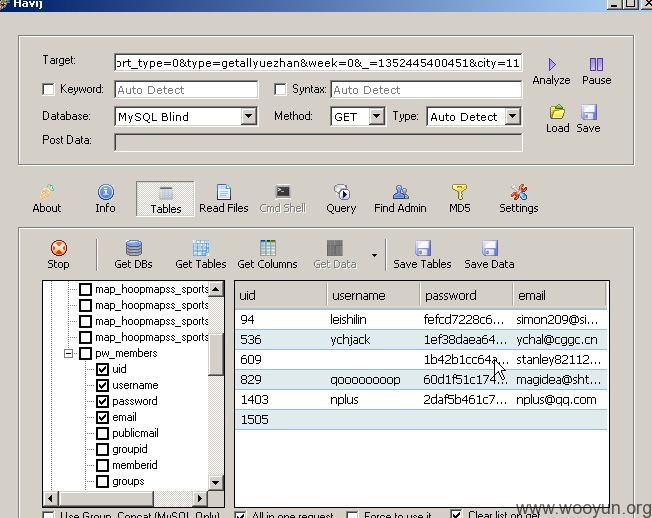 Havij
Target: ort_type=0&type=getallyuezhan&week=0&_=1352445400451&city=11
Analyze Pause
Keyword: Auto Detect Syntax: Auto Detect
Database: MySQL Blind Method: GET Type: Auto Detect
Load Save
Post Data:
About Info Tables Read Files Cmd Shell Query Find Admin MD5 Settings
Stop Get DBs Get Tables Get Columns Get Data Save Tables Save Data
map_hoopmapss_sports
map_hoopmapss_sports
map_hoopmapss_sports
map_hoopmapss_sports
pw_members
uid
username
password
email
publicmail
groupid
memberid
groups
uid username password email
94 leishilin fefcd7228c6... simon209@si...
536 ychjack 1ef38daea64... ychal@cggc.cn
609 1b42b1cc64a... stanley82112...
829 qoooooooop 60d1f51c174... magidea@sht...
1403 nplus 2daf5b461c7... nplus@qq.com
1505
Use Group_Concat (MySQL Only) All in one request Force to use it Clear list on get
www.wooyun.org